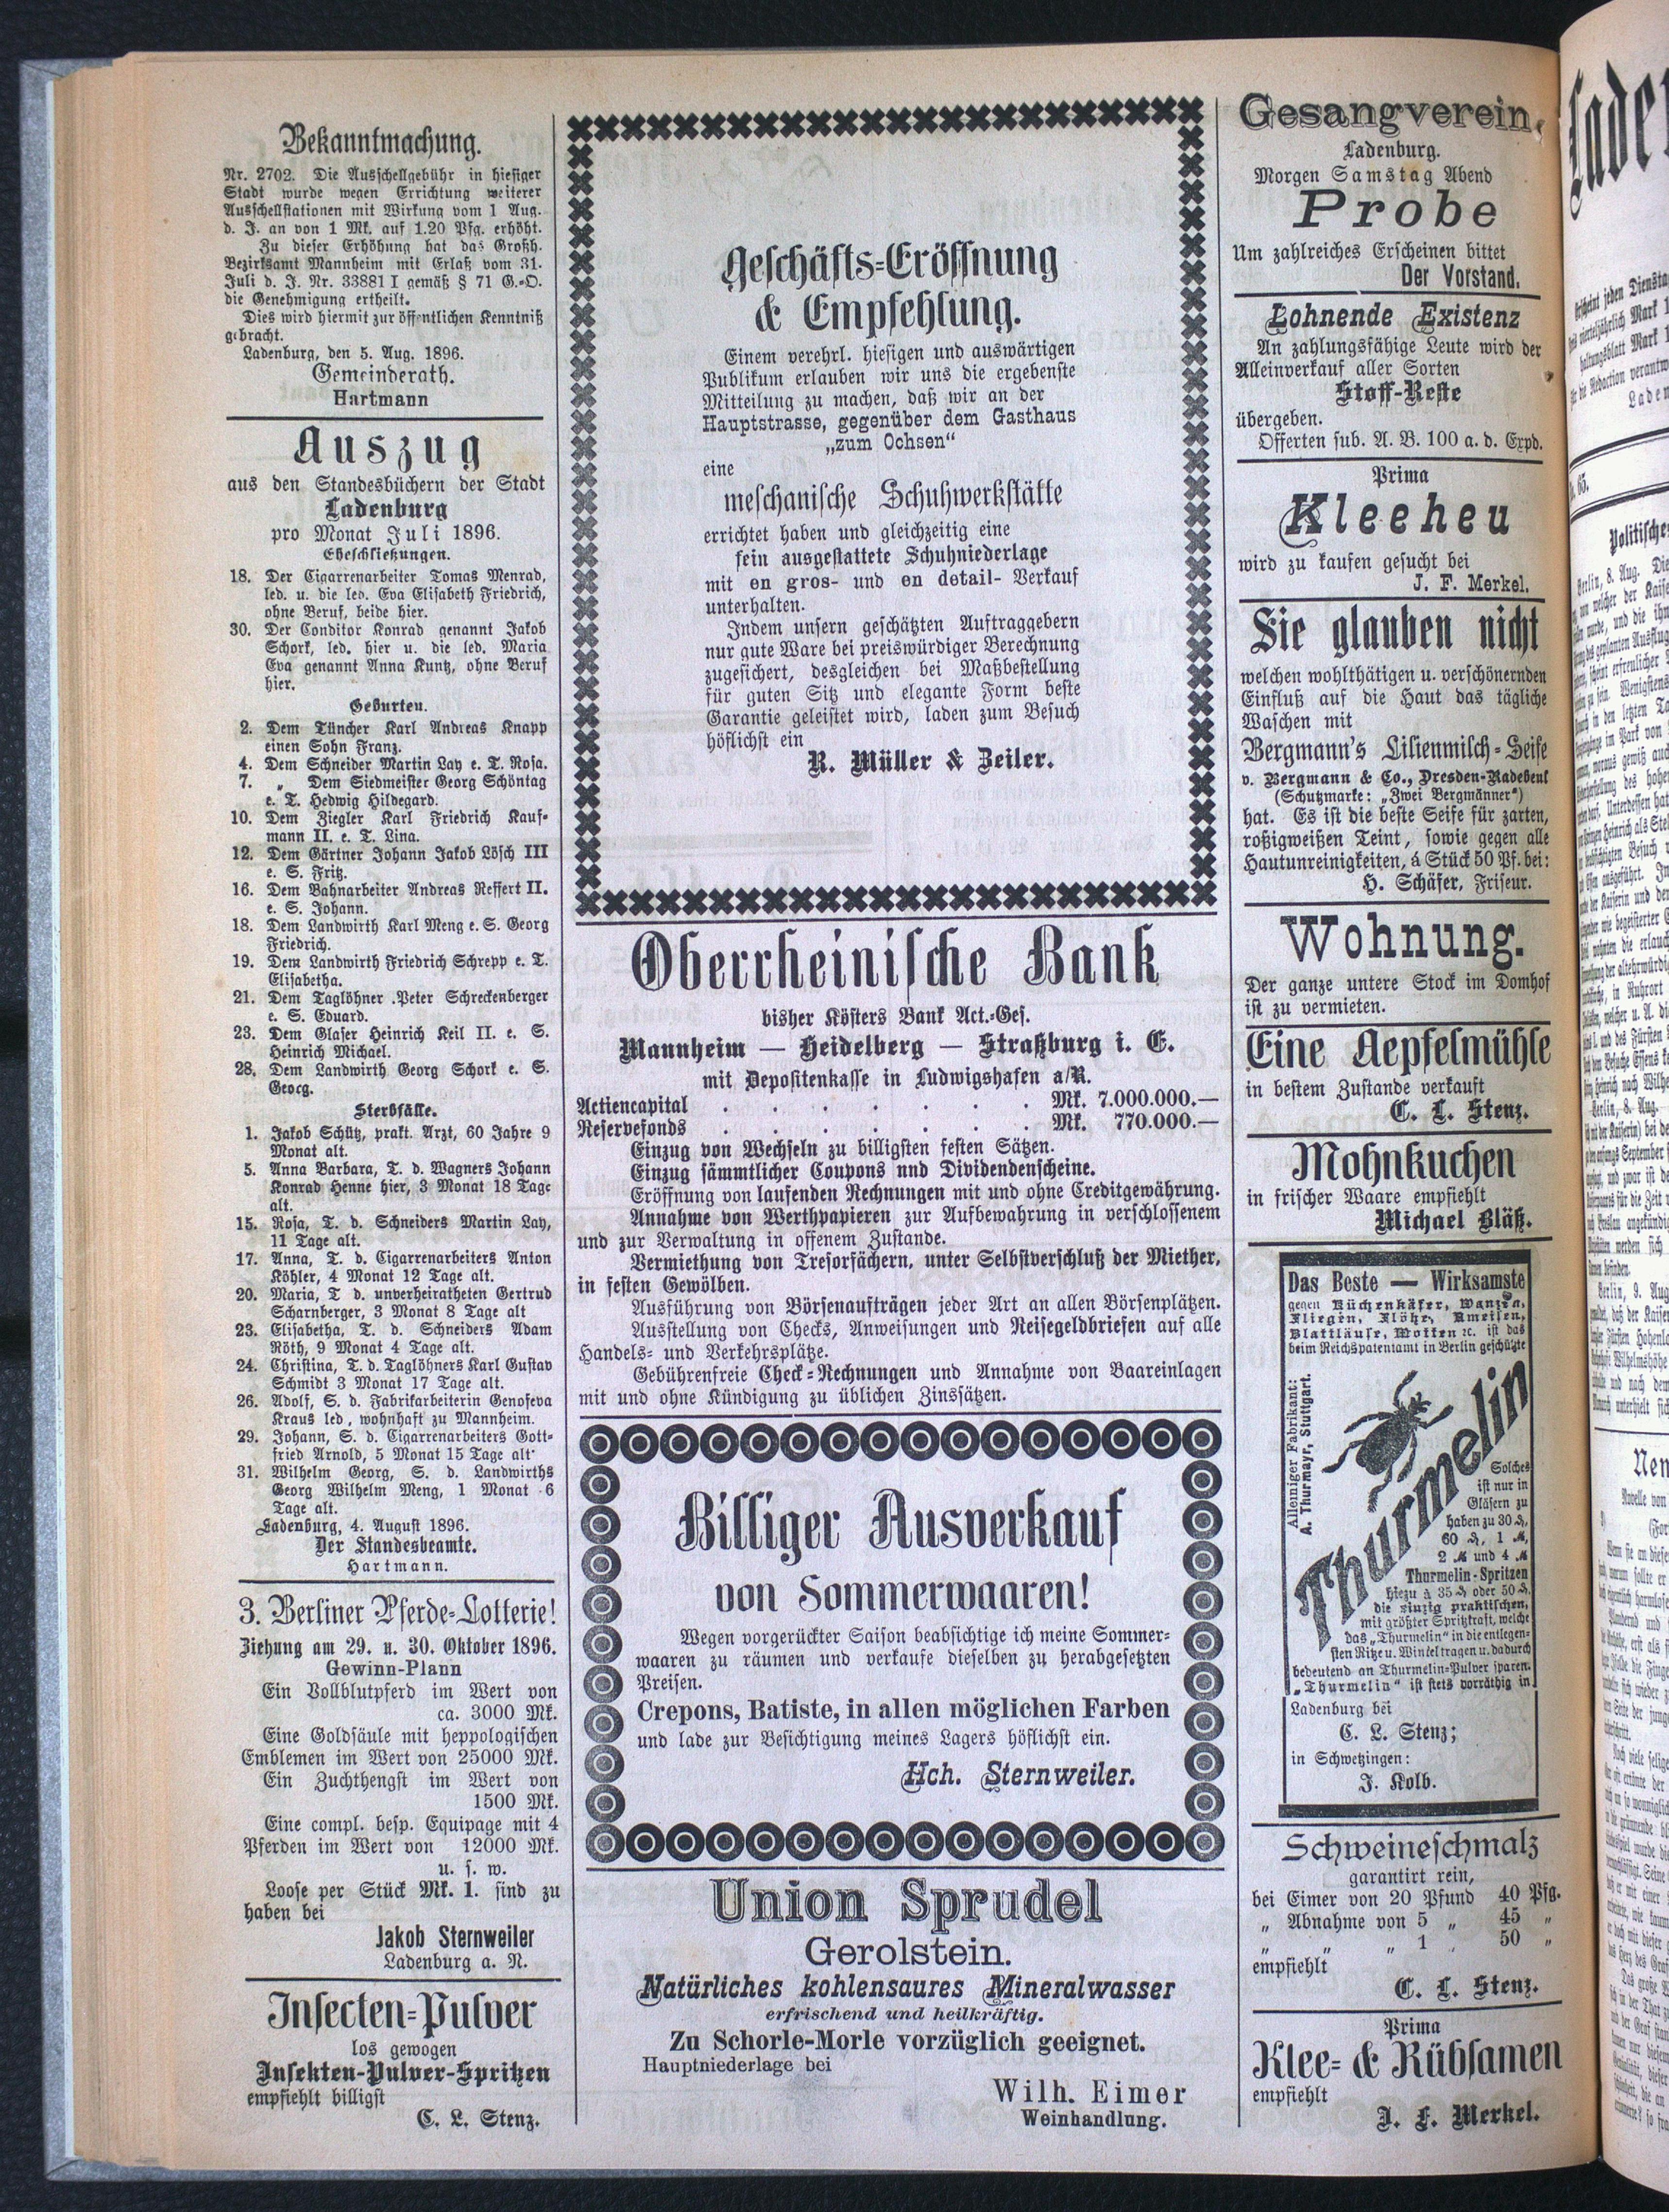 Bekanntmachung.
Nr. 2702. Die Ausschellgebühr in hiesiger
Stadt wurde wegen Errichtung weiterer
Ausschellstationen mit Wirkung vom 1 Aug.
d. J. an von 1 Mk. auf 1.20 Pfg. erhöht.
Zu dieser Erhöhung hat das Großh.
Bezirksamt Mannheim mit Erlaß vom 31.
Juli d. J. Nr. 33881 I gemäß § 71 G.-O.
die Genehmigung ertheilt.
Dies wird hiermit zur öffentlichen Kenntniß
gebracht.
Ladenburg, den 5. Aug. 1896.
Gemeinderath.
Hartmann
Auszug
aus den Standesbüchern der Stadt
Ladenburg
pro Monat Juli 1896.
Eheschließungen.
18. Der Cigarrenarbeiter Tomas Menrad,
led. u. die led. Eva Elisabeth Friedrich,
ohne Beruf, beide hier.
30. Der Conditor Konrad genannt Jakob
Schork, led. hier u. die led. Maria
Eva genannt Anna Kuntz, ohne Beruf
hier.
Geburten.
2. Dem Tüncher Karl Andreas Knapp
einen Sohn Franz.
4. Dem Schneider Martin Lay e. T. Rosa.
7. „ Dem Siedmeister Georg Schöntag
e. T. Hedwig Hildegard.
10. Dem Ziegler Karl Friedrich Kauf-
mann II. e. T. Lina.
12. Dem Gärtner Johann Jakob Lösch III
e. S. Fritz.
16. Dem Bahnarbeiter Andreas Reffert II.
e. S. Johann.
18. Dem Landwirth Karl Meng e. S. Georg
Friedrich.
19. Dem Landwirth Friedrich Schrepp e. T.
Elisabetha.
21. Dem Taglöhner Peter Schreckenberger
e. S. Eduard.
23. Dem Glaser Heinrich Keil II. e. S.
Heinrich Michael.
28. Dem Landwirth Georg Schork e. S.
Georg.
Sterbfälle.
1. Jakob Schütz, prakt. Arzt, 60 Jahre 9
Monat alt.
5. Anna Barbara, T. d. Wagners Johann
Konrad Henne hier, 3 Monat 18 Tage
alt.
15. Rosa, T. d. Schneiders Martin Lay,
11 Tage alt.
17. Anna, T. d. Cigarrenarbeiters Anton
Köhler, 4 Monat 12 Tage alt.
20. Maria, T d. unverheiratheten Gertrud
Scharnberger, 3 Monat 8 Tage alt
23. Elisabetha, T. d. Schneiders Adam
Röth, 9 Monat 4 Tage alt.
24. Christina, T. d. Taglöhners Karl Gustav
Schmidt 3 Monat 17 Tage alt.
26. Adolf, S. d. Fabrikarbeiterin Genofeva
Kraus led, wohnhaft zu Mannheim.
29. Johann, S. d. Cigarrenarbeiters Gott-
fried Arnold, 5 Monat 15 Tage alt
31. Wilhelm Georg, S. d. Landwirths
Georg Wilhelm Meng, 1 Monat 6
Tage alt.
Ladenburg, 4. August 1896.
Der Standesbeamte.
Hartmann.
3. Berliner Pferde-Lotterie!
Ziehung am 29. u. 30. Oktober 1896.
Gewinn-Plann
Ein Vollblutpferd im Wert von
ca. 3000 Mk.
Eine Goldsäule mit heppologischen
Emblemen im Wert von 25000 Mk.
Ein Zuchthengst im Wert von
1500 Mk.
Eine compl. besp. Equipage mit 4
Pferden im Wert von 12000 Mk.
u. s. w.
Loose per Stück Mk. 1. sind zu
haben bei
Jakob Sternweiler
Ladenburg a. N.
Insecten-Pulver
los gewogen
Insekten-Pulver-Spritzen
empfiehlt billigst
C. L. Stenz.
Geschäfts-Eröffnung
& Empfehlung.
Einem verehrl. hiesigen und auswärtigen
Publikum erlauben wir uns die ergebenste
Mitteilung zu machen, daß wir an der
Hauptstrasse, gegenüber dem Gasthaus
„zum Ochsen“
eine
meschanische Schuhwerkstätte
errichtet haben und gleichzeitig eine
fein ausgestattete Schuhniederlage
mit en gros- und en detail- Verkauf
unterhalten.
Indem unsern geschätzten Auftraggebern
nur gute Ware bei preiswürdiger Berechnung
zugesichert, desgleichen bei Maßbestellung
für guten Sitz und elegante Form beste
Garantie geleistet wird, laden zum Besuch
höflichst ein
R. Müller & Zeiler.
Oberrheinische Bank
bisher Kösters Bank Act.-Ges.
Mannheim — Heidelberg — Straßburg i. E.
mit Depositenkasse in Ludwigshafen a/R.
Actiencapital . . . . . . . Mk. 7.000.000.—
Reservefonds . . . . . . . Mk. 770.000.—
Einzug von Wechseln zu billigsten festen Sätzen.
Einzug sämmtlicher Coupons und Dividendenscheine.
Eröffnung von laufenden Rechnungen mit und ohne Creditgewährung.
Annahme von Werthpapieren zur Aufbewahrung in verschlossenem
und zur Verwaltung in offenem Zustande.
Vermiethung von Tresorfächern, unter Selbstverschluß der Miether,
in festen Gewölben.
Ausführung von Börsenaufträgen jeder Art an allen Börsenplätzen.
Ausstellung von Checks, Anweisungen und Reisegeldbriefen auf alle
Handels- und Verkehrsplätze.
Gebührenfreie Check-Rechnungen und Annahme von Baareinlagen
mit und ohne Kündigung zu üblichen Zinssätzen.
Billiger Ausverkauf
von Sommerwaaren!
Wegen vorgerückter Saison beabsichtige ich meine Sommer-
waaren zu räumen und verkaufe dieselben zu herabgesetzten
Preisen.
Crepons, Batiste, in allen möglichen Farben
und lade zur Besichtigung meines Lagers höflichst ein.
Hch. Sternweiler.
Union Sprudel
Gerolstein.
Natürliches kohlensaures Mineralwasser
erfrischend und heilkräftig.
Zu Schorle-Morle vorzüglich geeignet.
Hauptniederlage bei
Wilh. Eimer
Weinhandlung.
Gesangverein,
Ladenburg.
Morgen Samstag Abend
Probe
Um zahlreiches Erscheinen bittet
Der Vorstand.
Lohnende Existenz
An zahlungsfähige Leute wird der
Alleinverkauf aller Sorten
Stoff-Reste
übergeben.
Offerten sub. A. B. 100 a. d. Expd.
Prima
Kleeheu
wird zu kaufen gesucht bei
J. F. Merkel.
Sie glauben nicht
welchen wohlthätigen u. verschönernden
Einfluß auf die Haut das tägliche
Waschen mit
Bergmann's Lilienmilch-Seife
v. Bergmann & Co., Dresden-Radebeul
(Schutzmarke: „Zwei Bergmänner“)
hat. Es ist die beste Seife für zarten,
roßigweißen Teint, sowie gegen alle
Hautunreinigkeiten, á Stück 50 Pf. bei:
H. Schäfer, Friseur.
Wohnung.
Der ganze untere Stock im Domhof
ist zu vermieten.
Eine Aepfelmühle
in bestem Zustande verkauft
C. L. Stenz.
Mohnkuchen
in frischer Waare empfiehlt
Michael Bläß.
Das Beste — Wirksamste
gegen Küchenkäfer, Wanzen,
Fliegen, Flöhe, Ameisen,
Blattläuse, Motten ꝛc. ist das
beim Reichspatentamt in Berlin geschützte
Thurmelin
Alleiniger Fabrikant:
A. Thurmayr, Stuttgart.
Solches
ist nur in
Gläsern zu
haben zu 30 ₰,
60 ₰, 1 ℳ,
2 ℳ und 4 ℳ
Thurmelin-Spritzen
hiezu à 35 ₰ oder 50 ₰,
die einzig praktischen,
mit größter Spritzkraft, welche
das „Thurmelin“ in die entlegen-
sten Ritze u. Winkel tragen u. dadurch
bedeutend an Thurmelin-Pulver sparen.
„Thurmelin“ ist stets vorräthig in
Ladenburg bei
C. L. Stenz;
in Schwetzingen:
J. Kolb.
Schweineschmalz
garantirt rein,
bei Eimer von 20 Pfund 40 Pfg.
„ Abnahme von 5 „ 45 „
„ „ „ 1 „ 50 „
empfiehlt
C. L. Stenz.
Prima
Klee- & Rübsamen
empfiehlt
J. F. Merkel.